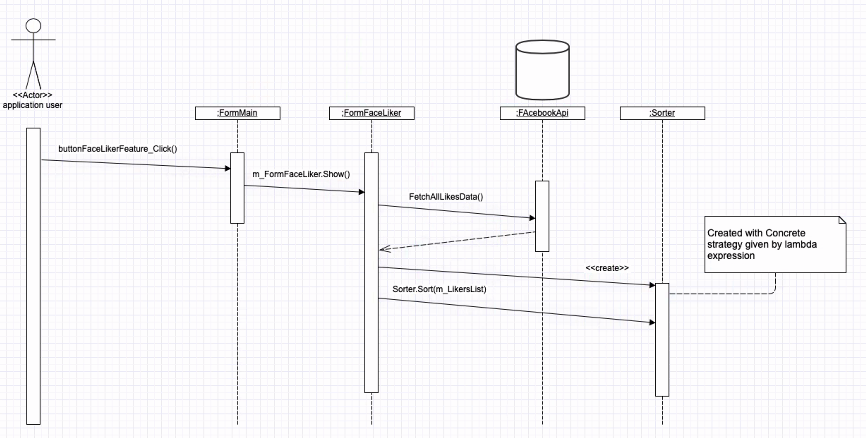 <<Actor>>
application user
:FormMain
:FormFaceLiker
:FAcebookApi
:Sorter
buttonFaceLikerFeature_Click()
m_FormFaceLiker.Show()
FetchAllLikesData()
Created with Concrete
strategy given by lambda
expression
<<create>>
Sorter.Sort(m_LikersList)